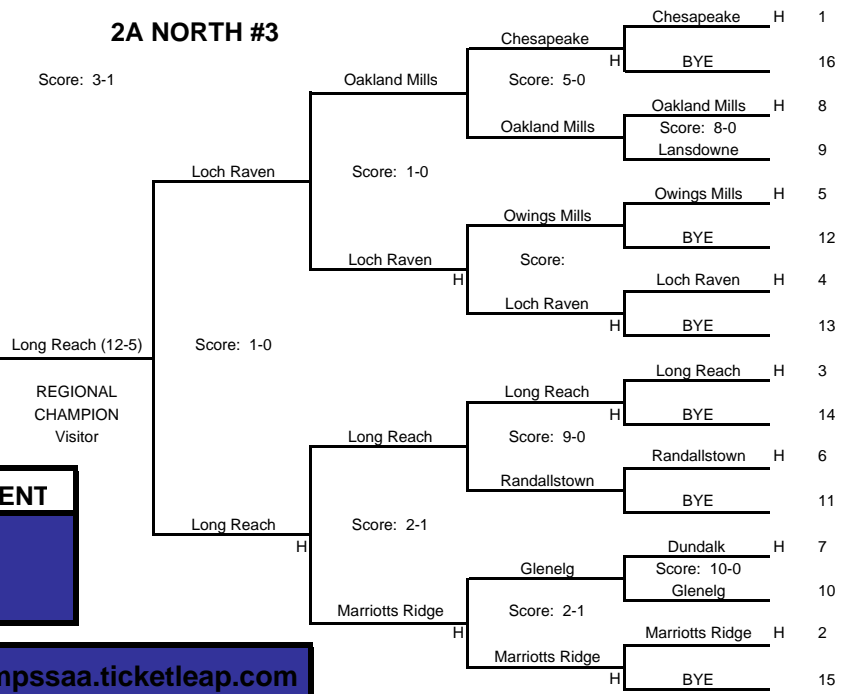 2A NORTH #3
Chesapeake H 1
Chesapeake
H BYE 16
Score: 3-1
Oakland Mills
Score: 5-0
Oakland Mills H 8
Oakland Mills
Score: 8-0
Lansdowne 9
Loch Raven
Score: 1-0
Owings Mills H 5
Owings Mills
BYE 12
Loch Raven
H
Score:
Loch Raven H 4
Loch Raven
H BYE 13
Long Reach (12-5)
Score: 1-0
REGIONAL
CHAMPION
Visitor
Long Reach H 3
Long Reach
H BYE 14
Long Reach
Score: 9-0
Randallstown H 6
Randallstown
BYE 11
ENT
Long Reach
H
Score: 2-1
Dundalk H 7
Glenelg
Score: 10-0
Glenelg 10
Marriotts Ridge
H
Score: 2-1
Marriotts Ridge H 2
Marriotts Ridge
H BYE 15
mpssaa.ticketleap.com